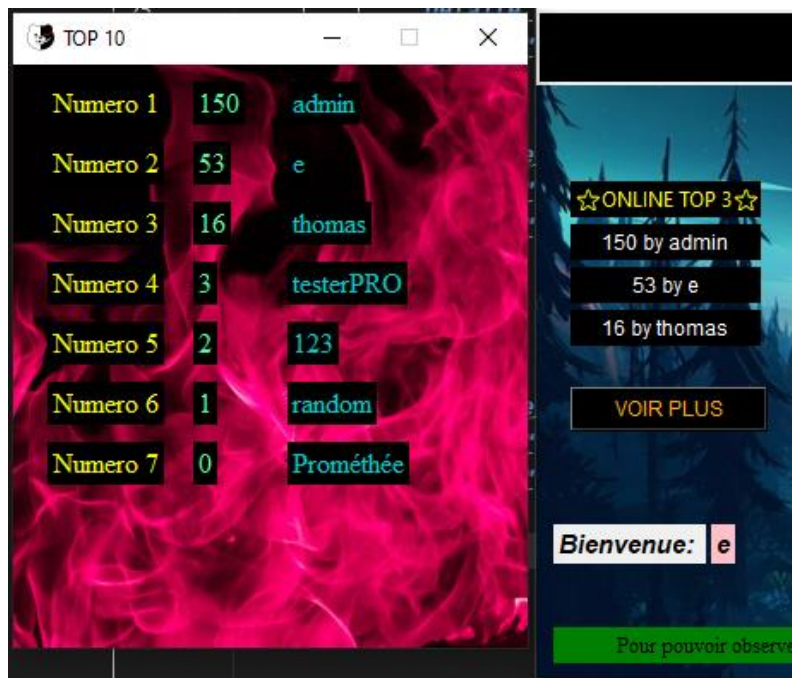 TOP 10
Numero 1 150 admin
Numero 2 53 e
Numero 3 16 thomas
Numero 4 3 testerPRO
Numero 5 2 123
Numero 6 1 random
Numero 7 0 Prométhée
☆ONLINE TOP 3☆
150 by admin
53 by e
16 by thomas
VOIR PLUS
Bienvenue: e
Pour pouvoir observe